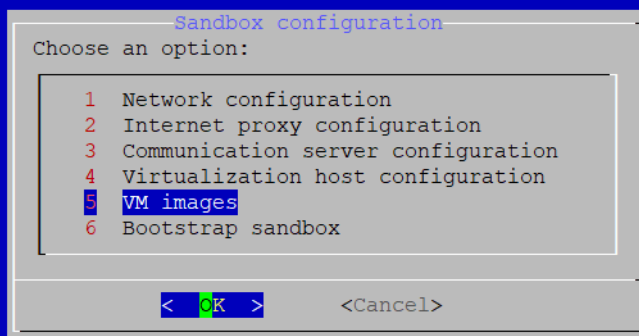 Sandbox configuration
Choose an option:
1 Network configuration
2 Internet proxy configuration
3 Communication server configuration
4 Virtualization host configuration
5 VM images
6 Bootstrap sandbox
< OK > <Cancel>